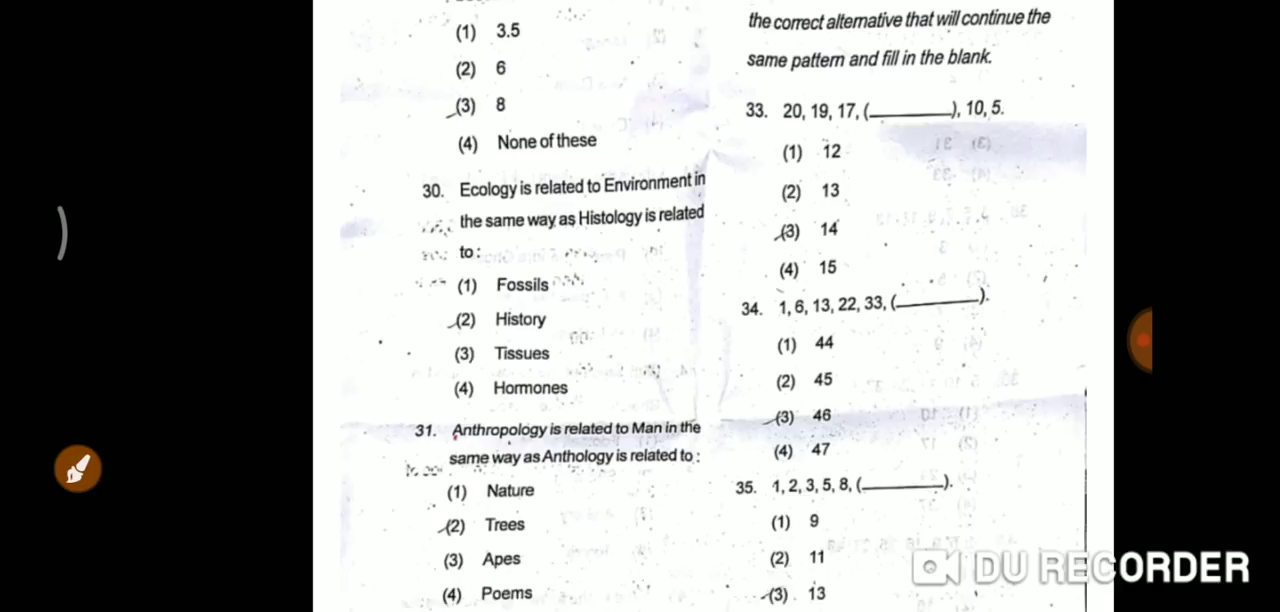 (1) 3.5
(2) 6
(3) 8
(4) None of these
30. Ecology is related to Environment in
the same way as Histology is related
to :
(1) Fossils
(2) History
(3) Tissues
(4) Hormones
31. Anthropology is related to Man in the
same way as Anthology is related to :
(1) Nature
(2) Trees
(3) Apes
(4) Poems
the correct alternative that will continue the
same pattern and fill in the blank.
33. 20, 19, 17, (________), 10, 5.
(1) 12
(2) 13
(3) 14
(4) 15
34. 1, 6, 13, 22, 33, (________).
(1) 44
(2) 45
(3) 46
(4) 47
35. 1, 2, 3, 5, 8, (________).
(1) 9
(2) 11
(3) 13
DU RECORDER